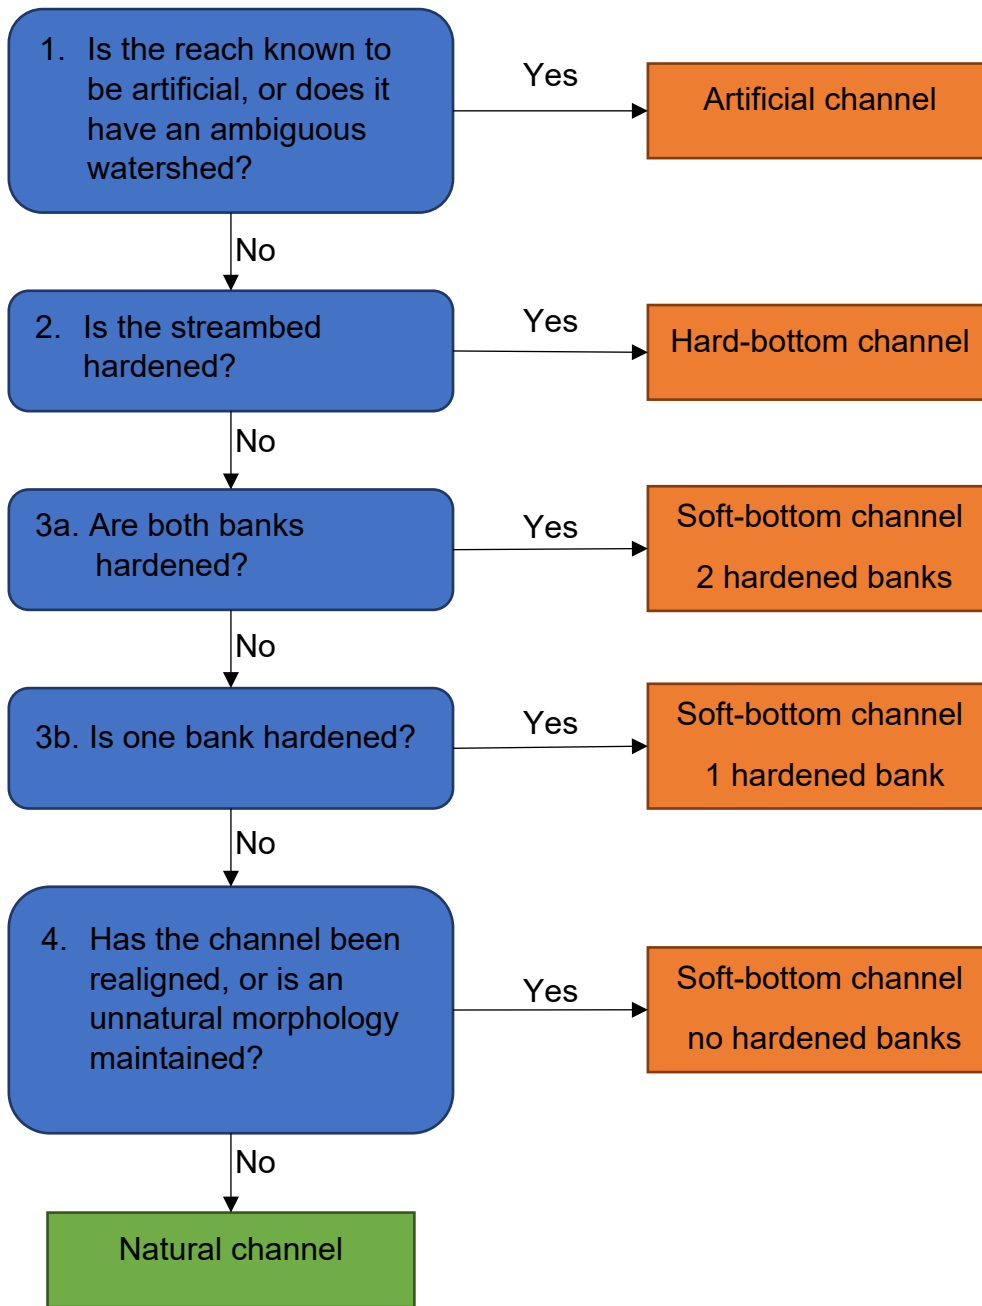 1. Is the reach known to
be artificial, or does it
have an ambiguous
watershed?
Yes
Artificial channel
No
2. Is the streambed
hardened?
Yes
Hard-bottom channel
No
3a. Are both banks
hardened?
Yes
Soft-bottom channel
2 hardened banks
No
3b. Is one bank hardened?
Yes
Soft-bottom channel
1 hardened bank
No
4. Has the channel been
realigned, or is an
unnatural morphology
maintained?
Yes
Soft-bottom channel
no hardened banks
No
Natural channel